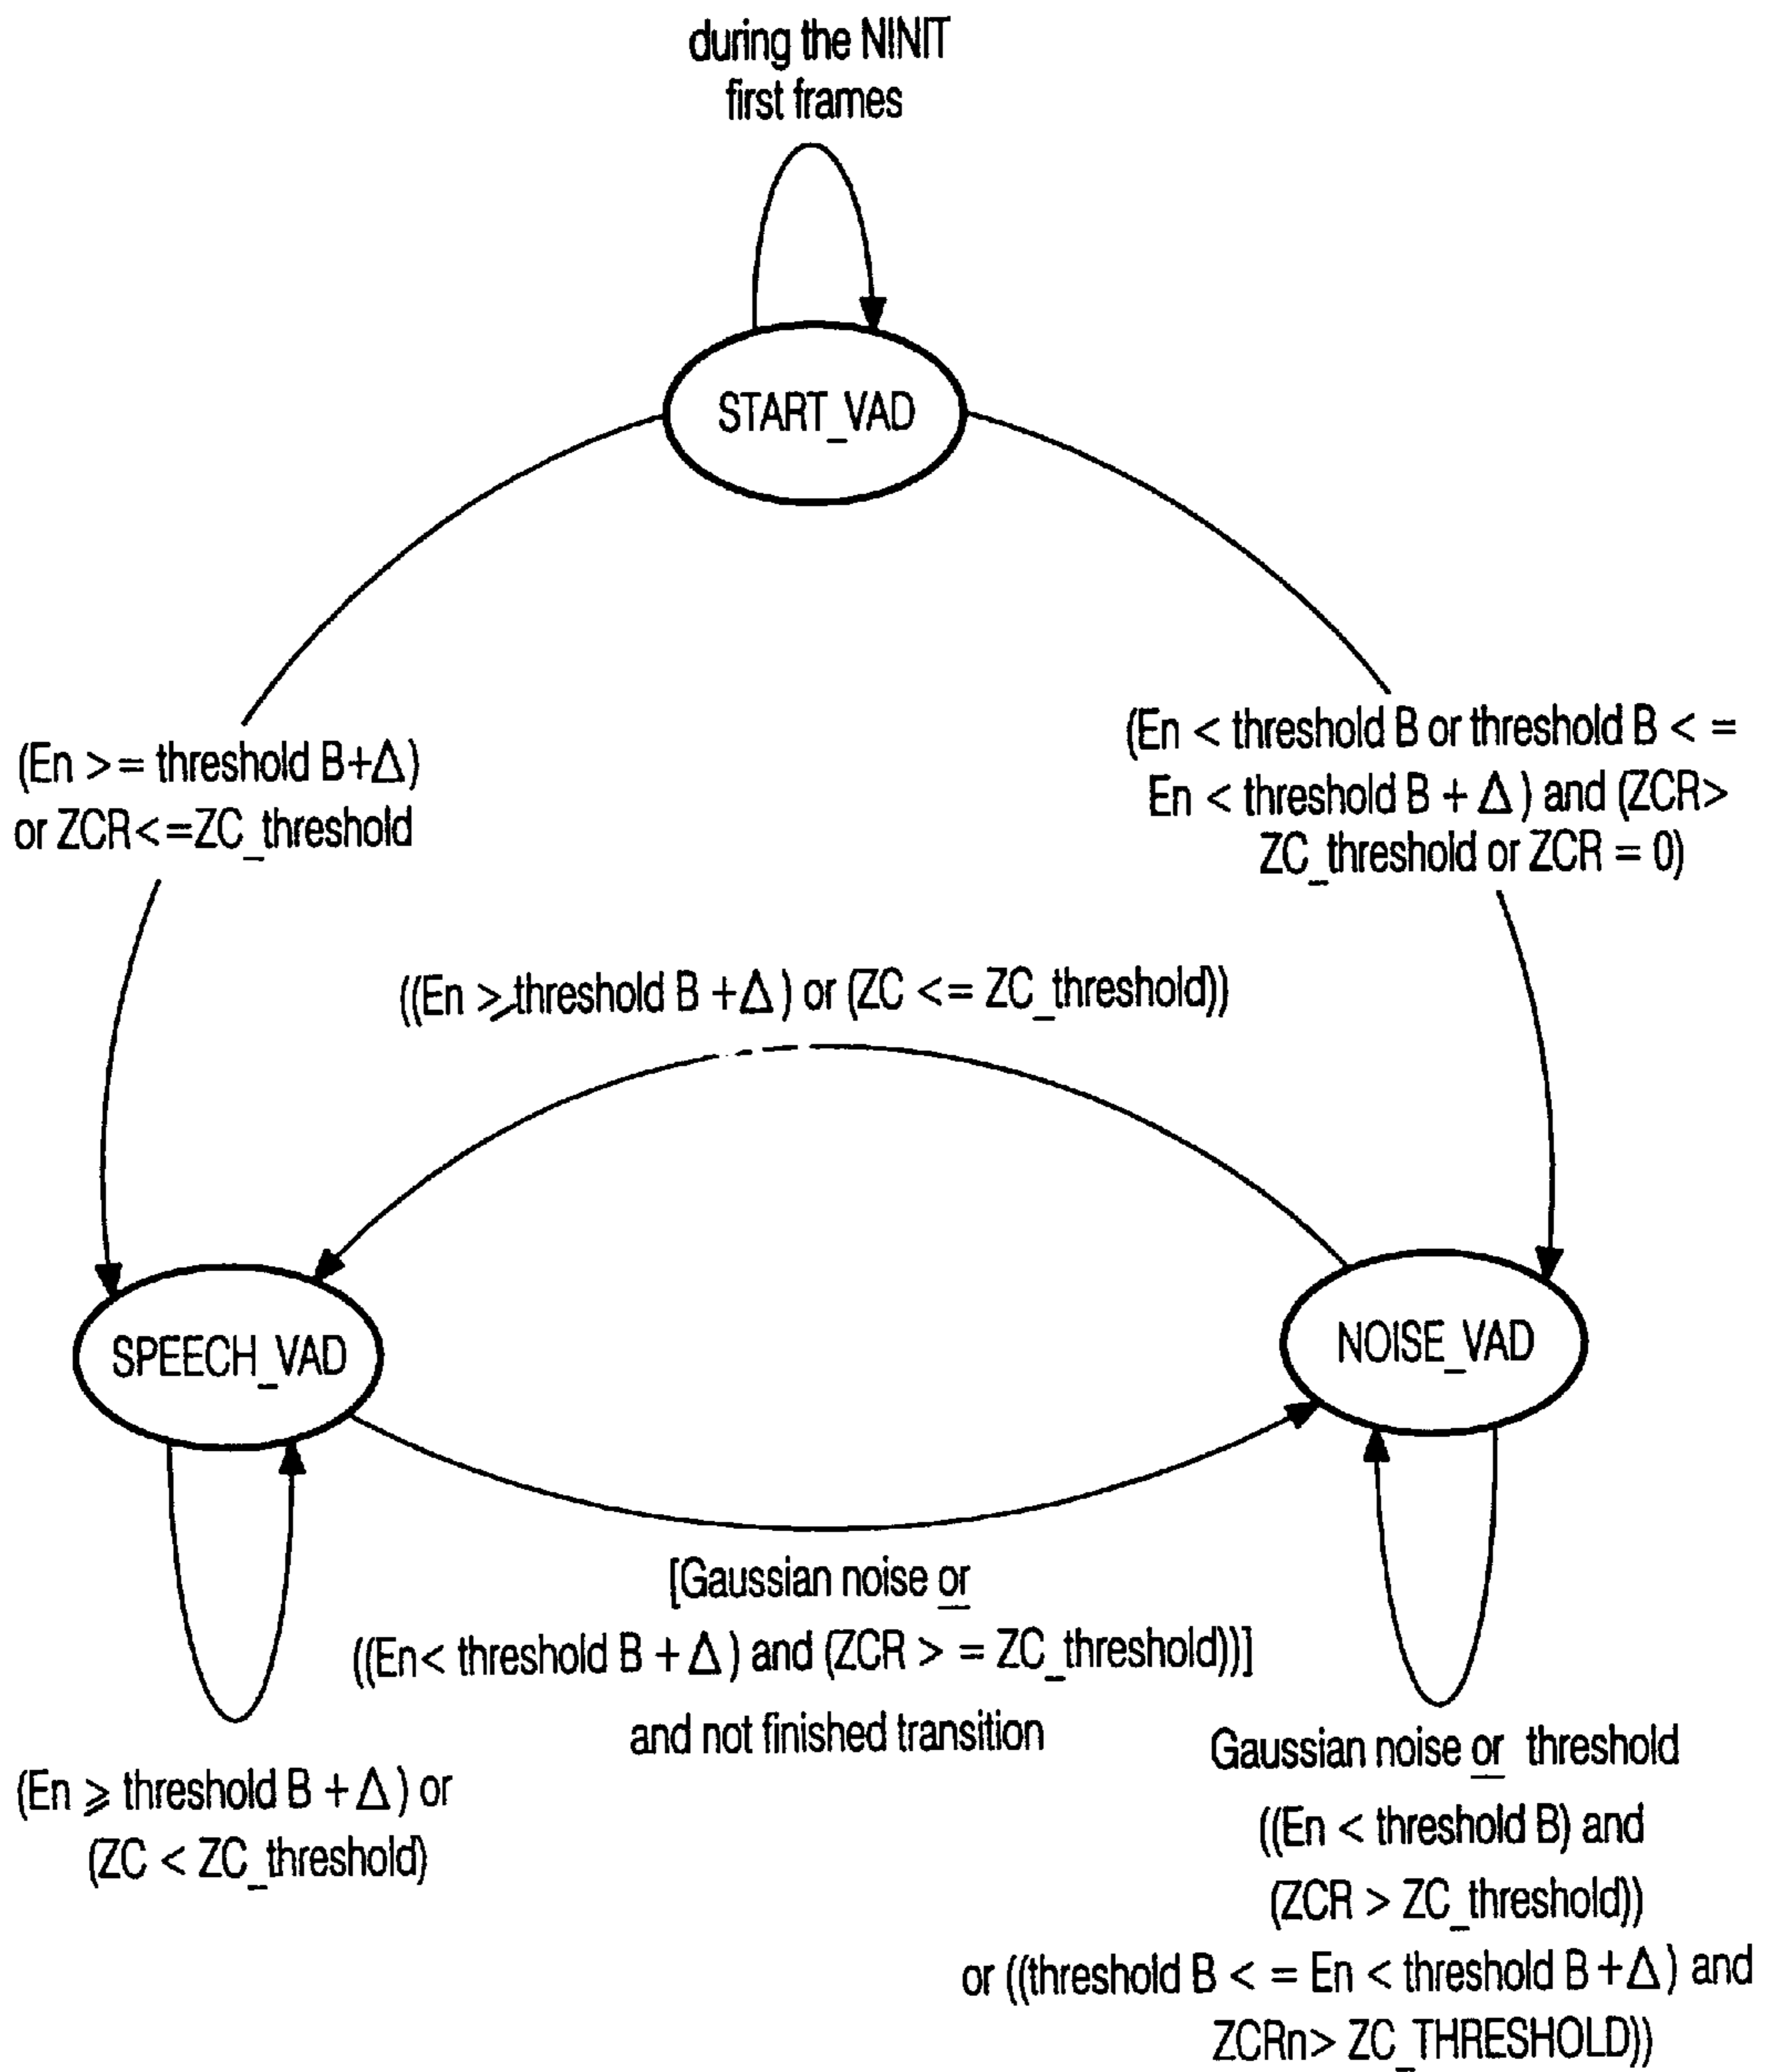 during the NINIT
first frames
START_VAD
(En >= threshold B+Δ)
or ZCR<=ZC_threshold
(En < threshold B or threshold B < =
En < threshold B + Δ) and (ZCR>
ZC_threshold or ZCR = 0)
((En ⩾ threshold B +Δ) or (ZC <= ZC_threshold))
SPEECH_VAD
NOISE_VAD
[Gaussian noise or
((En< threshold B + Δ) and (ZCR > = ZC_threshold))]
and not finished transition
(En ⩾ threshold B + Δ) or
(ZC < ZC_threshold)
Gaussian noise or threshold
((En < threshold B) and
(ZCR > ZC_threshold))
or ((threshold B < = En < threshold B+Δ) and
ZCRn> ZC_THRESHOLD))